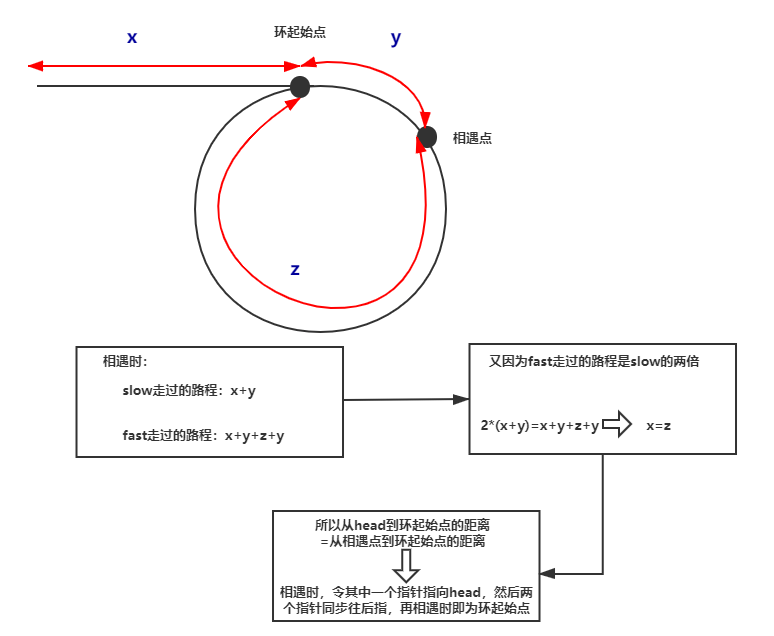 环起始点
x
y
相遇点
z
相遇时：
slow走过的路程：x+y
fast走过的路程：x+y+z+y
又因为fast走过的路程是slow的两倍
2*(x+y)=x+y+z+y
x=z
所以从head到环起始点的距离
=从相遇点到环起始点的距离
相遇时，令其中一个指针指向head，然后两
个指针同步往后指，再相遇时即为环起始点